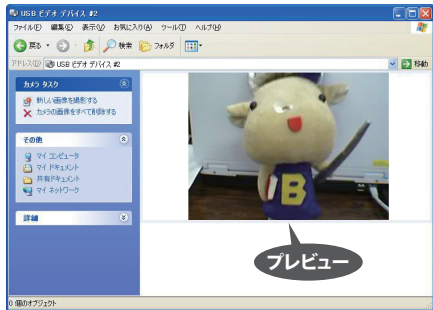 USB ビデオ デバイス #2
ファイル(F) 編集(E) 表示(V) お気に入り(A) ツール(T) ヘルプ(H)
戻る 検索 フォルダ
アドレス(D) USB ビデオ デバイス #2 移動
カメラ タスク
新しい画像を撮影する
カメラの画像をすべて削除する
その他
マイ コンピュータ
マイ ドキュメント
共有ドキュメント
マイ ネットワーク
詳細
B
プレビュー
0 個のオブジェクト